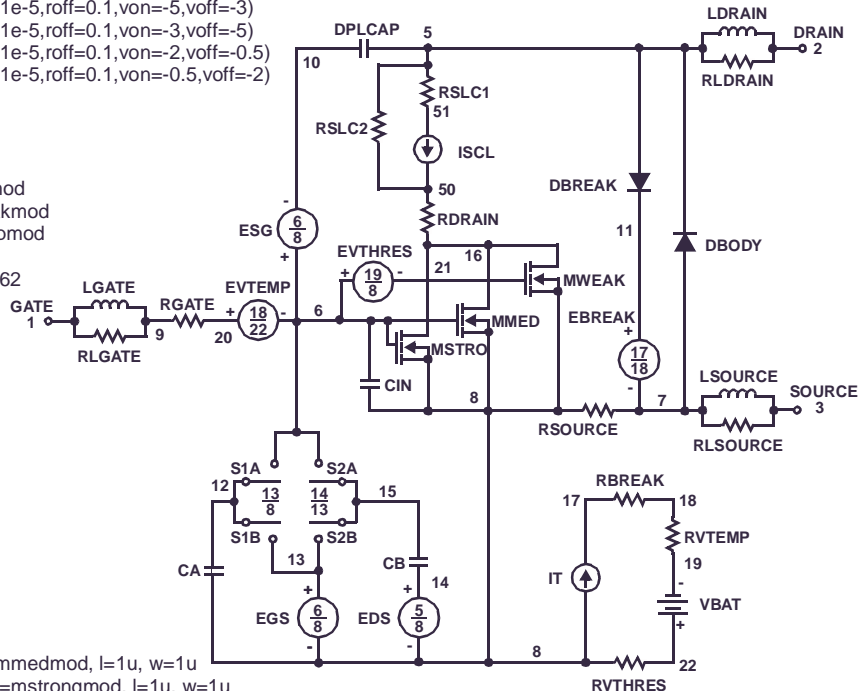 1e-5,roff=0.1,von=-5,voff=-3)
1e-5,roff=0.1,von=-3,voff=-5)
1e-5,roff=0.1,von=-2,voff=-0.5)
1e-5,roff=0.1,von=-0.5,voff=-2)
LDRAIN
DRAIN
2
RLDRAIN
DPLCAP
5
10
RSLC1
51
RSLC2
ISCL
50
RDRAIN
DBREAK
11
DBODY
nod
kmod
omod
62
ESG
6
8
-
+
EVTHRES
16
+
19
8
-
21
MWEAK
GATE
1
LGATE
RLGATE
9
RGATE
20
EVTEMP
+
18
22
-
6
MMED
MSTRO
EBREAK
+
17
18
-
CIN
8
RSOURCE
7
LSOURCE
SOURCE
3
RLSOURCE
12
S1A
13
8
S2A
14
13
15
S1B
13
S2B
CA
CB
14
+
EGS
6
8
-
+
EDS
5
8
-
RBREAK
17
18
RVTEMP
19
IT
-
VBAT
+
8
22
RVTHRES
mmedmod, l=1u, w=1u
=mstrongmod, l=1u, w=1u